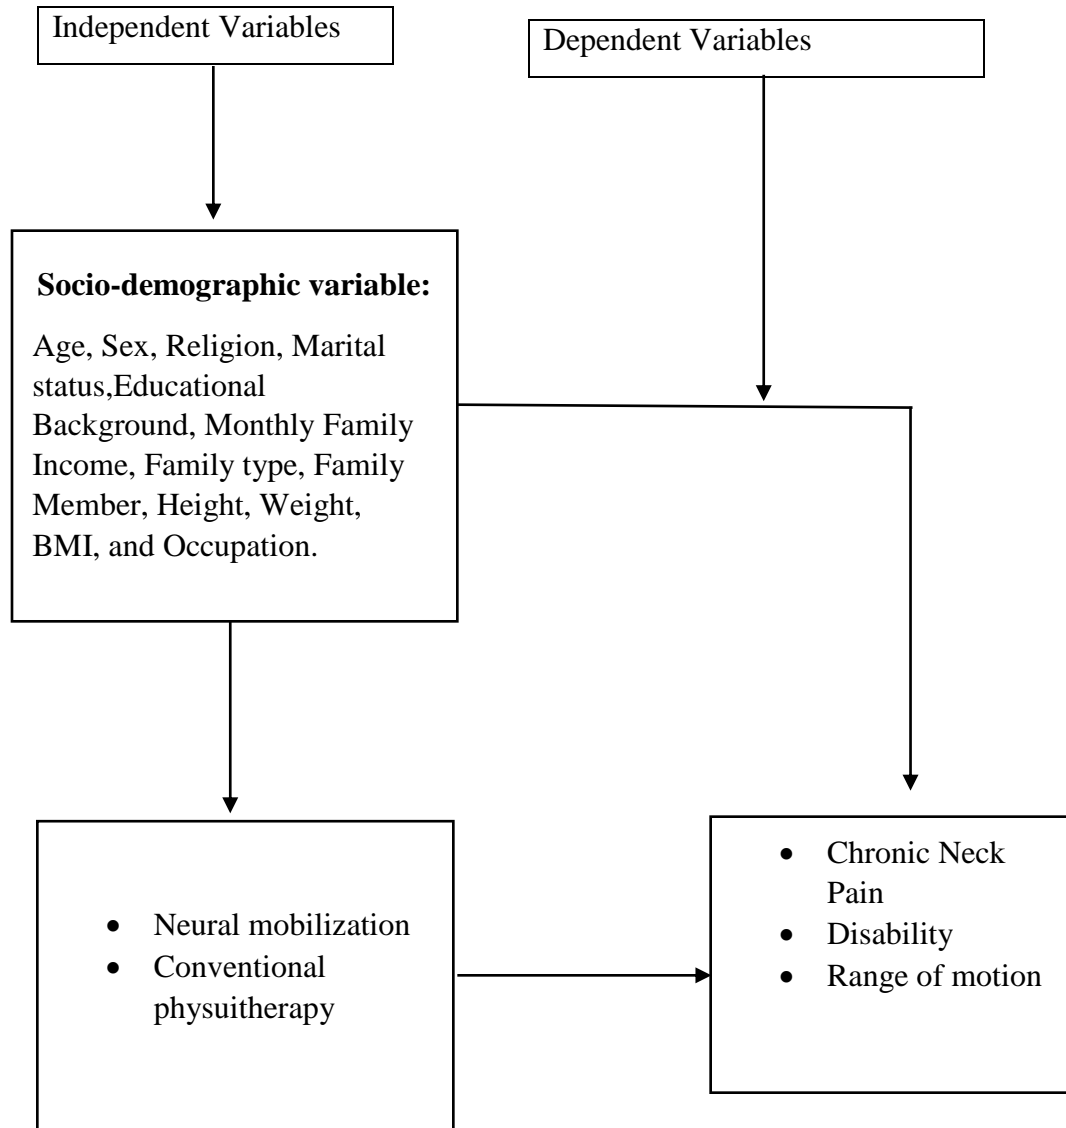 Independent Variables
Dependent Variables
Socio-demographic variable:
Age, Sex, Religion, Marital
status,Educational
Background, Monthly Family
Income, Family type, Family
Member, Height, Weight,
BMI, and Occupation.
• Neural mobilization
• Conventional
physuitherapy
• Chronic Neck
Pain
• Disability
• Range of motion